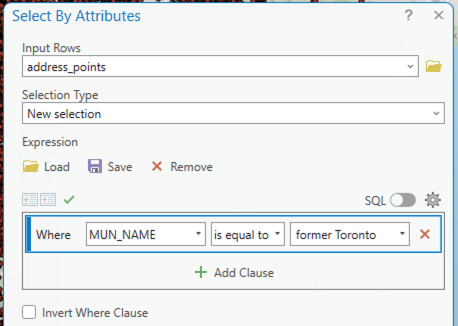 Select By Attributes ? ×
Input Rows
address_points
Selection Type
New selection
Expression
Load Save × Remove
SQL
Where MUN_NAME is equal to former Toronto ×
+ Add Clause
Invert Where Clause